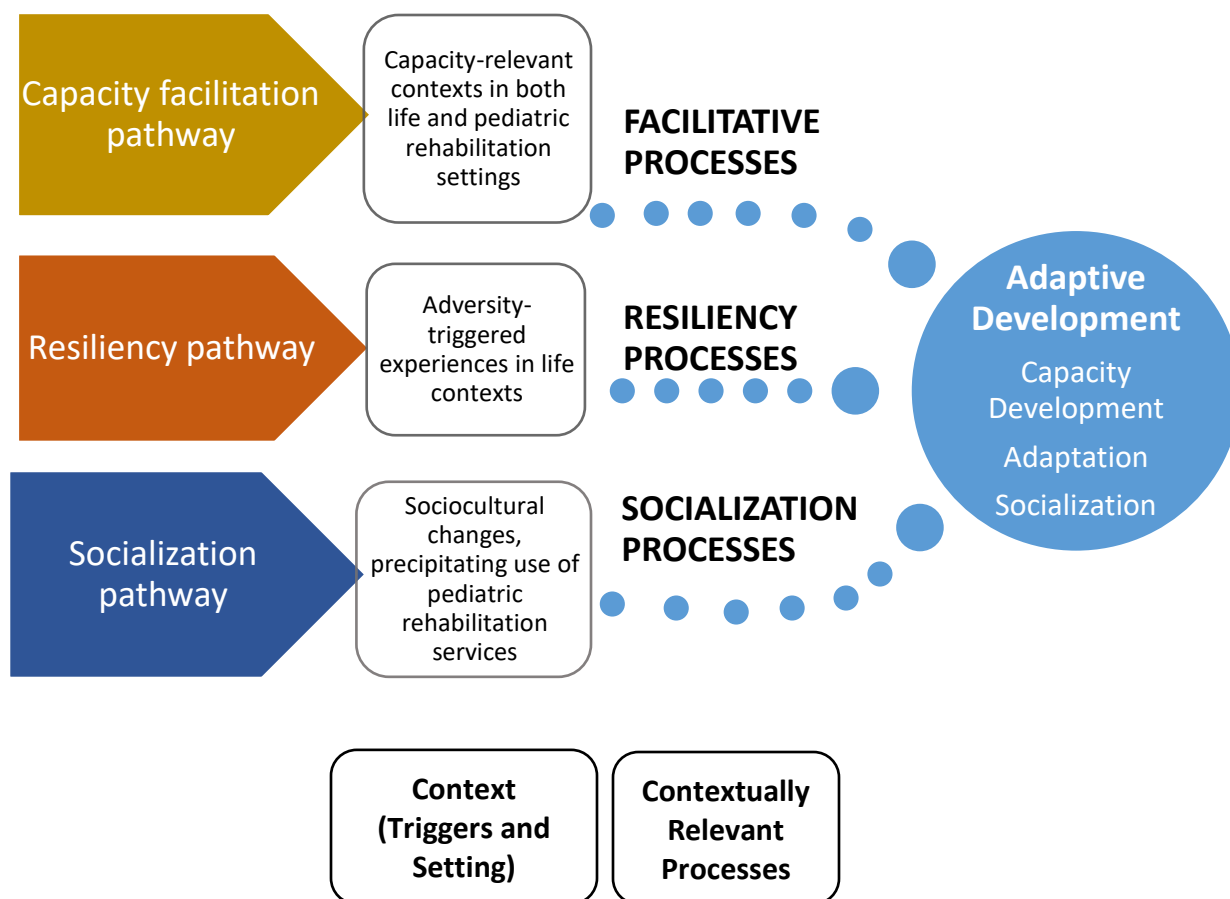 Capacity facilitation
pathway
Capacity-relevant
contexts in both
life and pediatric
rehabilitation
settings
FACILITATIVE
PROCESSES
Resiliency pathway
Adversity-
triggered
experiences in life
contexts
RESILIENCY
PROCESSES
Socialization
pathway
Sociocultural
changes,
precipitating use of
pediatric
rehabilitation
services
SOCIALIZATION
PROCESSES
Adaptive
Development
Capacity
Development
Adaptation
Socialization
Context
(Triggers and
Setting)
Contextually
Relevant
Processes